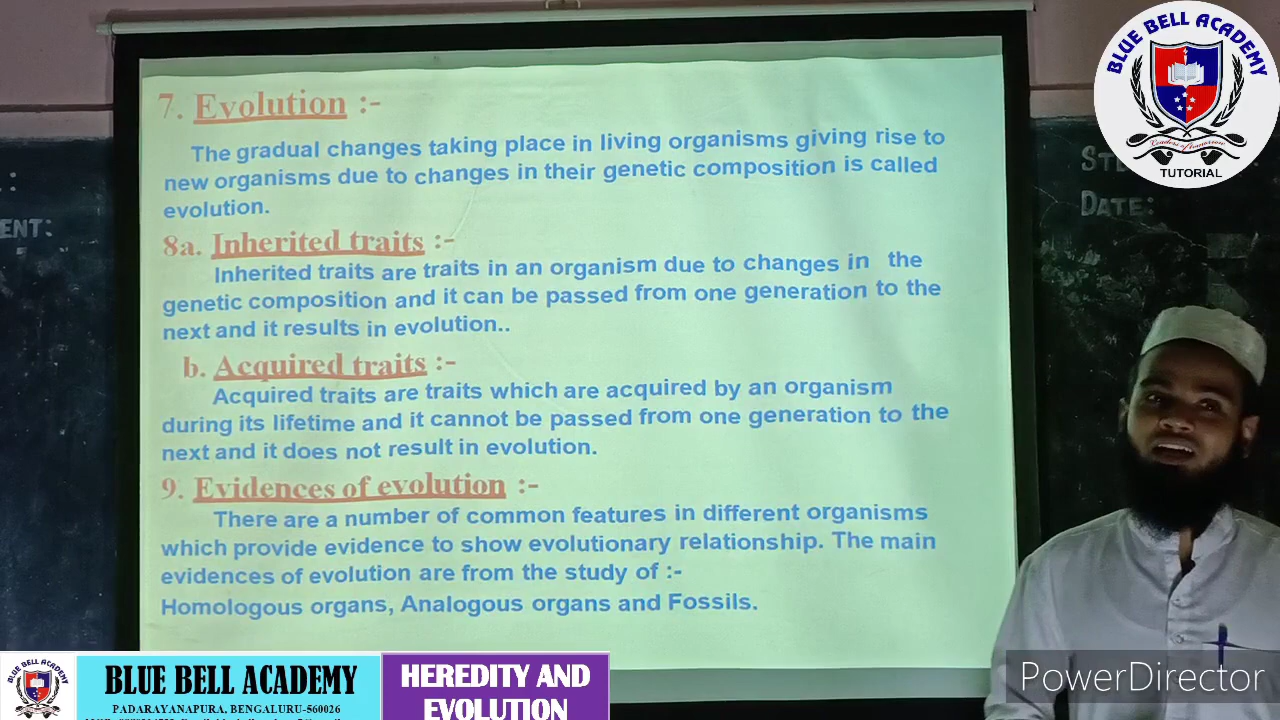 7. Evolution :-
The gradual changes taking place in living organisms giving rise to
new organisms due to changes in their genetic composition is called
evolution.
8a. Inherited traits :-
Inherited traits are traits in an organism due to changes in the
genetic composition and it can be passed from one generation to the
next and it results in evolution..
b. Acquired traits :-
Acquired traits are traits which are acquired by an organism
during its lifetime and it cannot be passed from one generation to the
next and it does not result in evolution.
9. Evidences of evolution :-
There are a number of common features in different organisms
which provide evidence to show evolutionary relationship. The main
evidences of evolution are from the study of :-
Homologous organs, Analogous organs and Fossils.
BLUE BELL ACADEMY
Leaders of tomorrow
TUTORIAL
ENT:
ST
DATE:
BLUE BELL ACADEMY
BLUE BELL ACADEMY
PADARAYANAPURA, BENGALURU-560026
HEREDITY AND
EVOLUTION
PowerDirector